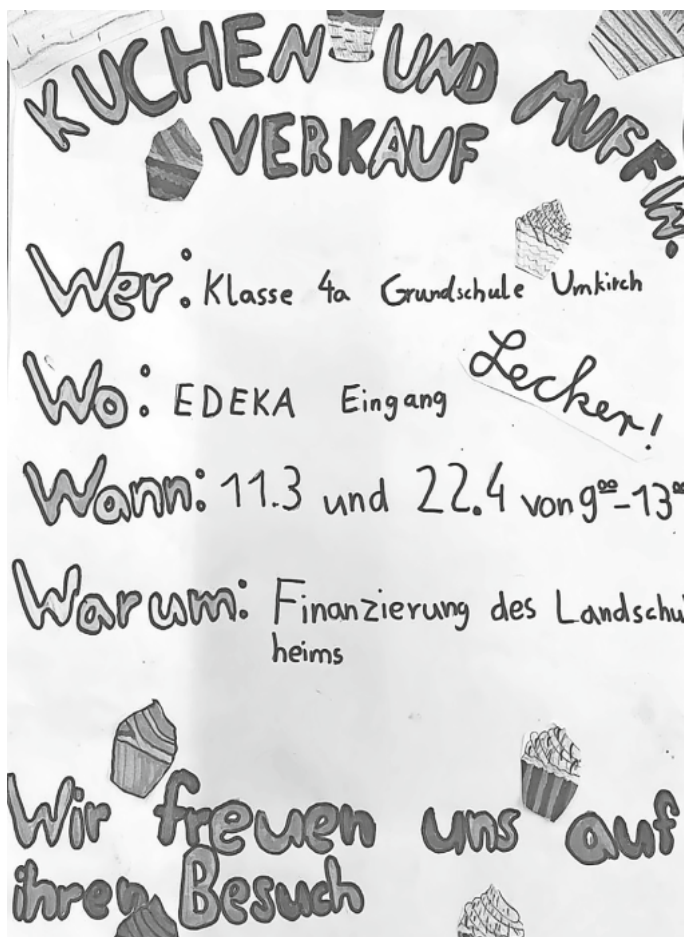 KUCHEN UND MUFFIN.
VERKAUF
Wer: Klasse 4a Grundschule Umkirch
Wo: EDEKA Eingang
Lecker!
Wann: 11.3 und 22.4 von 9⁰⁰-13⁰⁰
Warum: Finanzierung des Landschul
heims
Wir freuen uns auf
ihren Besuch